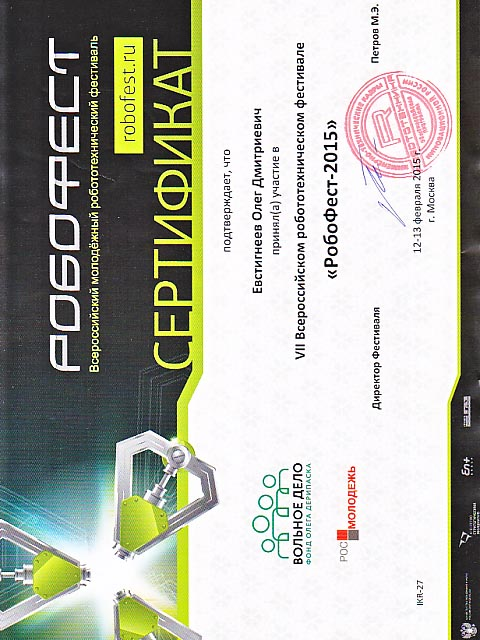 РОБОФЕСТ
Всероссийский молодёжный робототехнический фестиваль
robofest.ru
СЕРТИФИКАТ
подтверждает, что
Евстигнеев Олег Дмитриевич
принял(а) участие в
VII Всероссийском робототехническом фестивале
«РобоФест-2015»
Директор Фестиваля
Петров М.Э.
12-13 февраля 2015 г.
г. Москва
ВОЛЬНОЕ ДЕЛО
ФОНД ОЛЕГА ДЕРИПАСКА
РОСМОЛОДЕЖЬ
IKR-27
En+